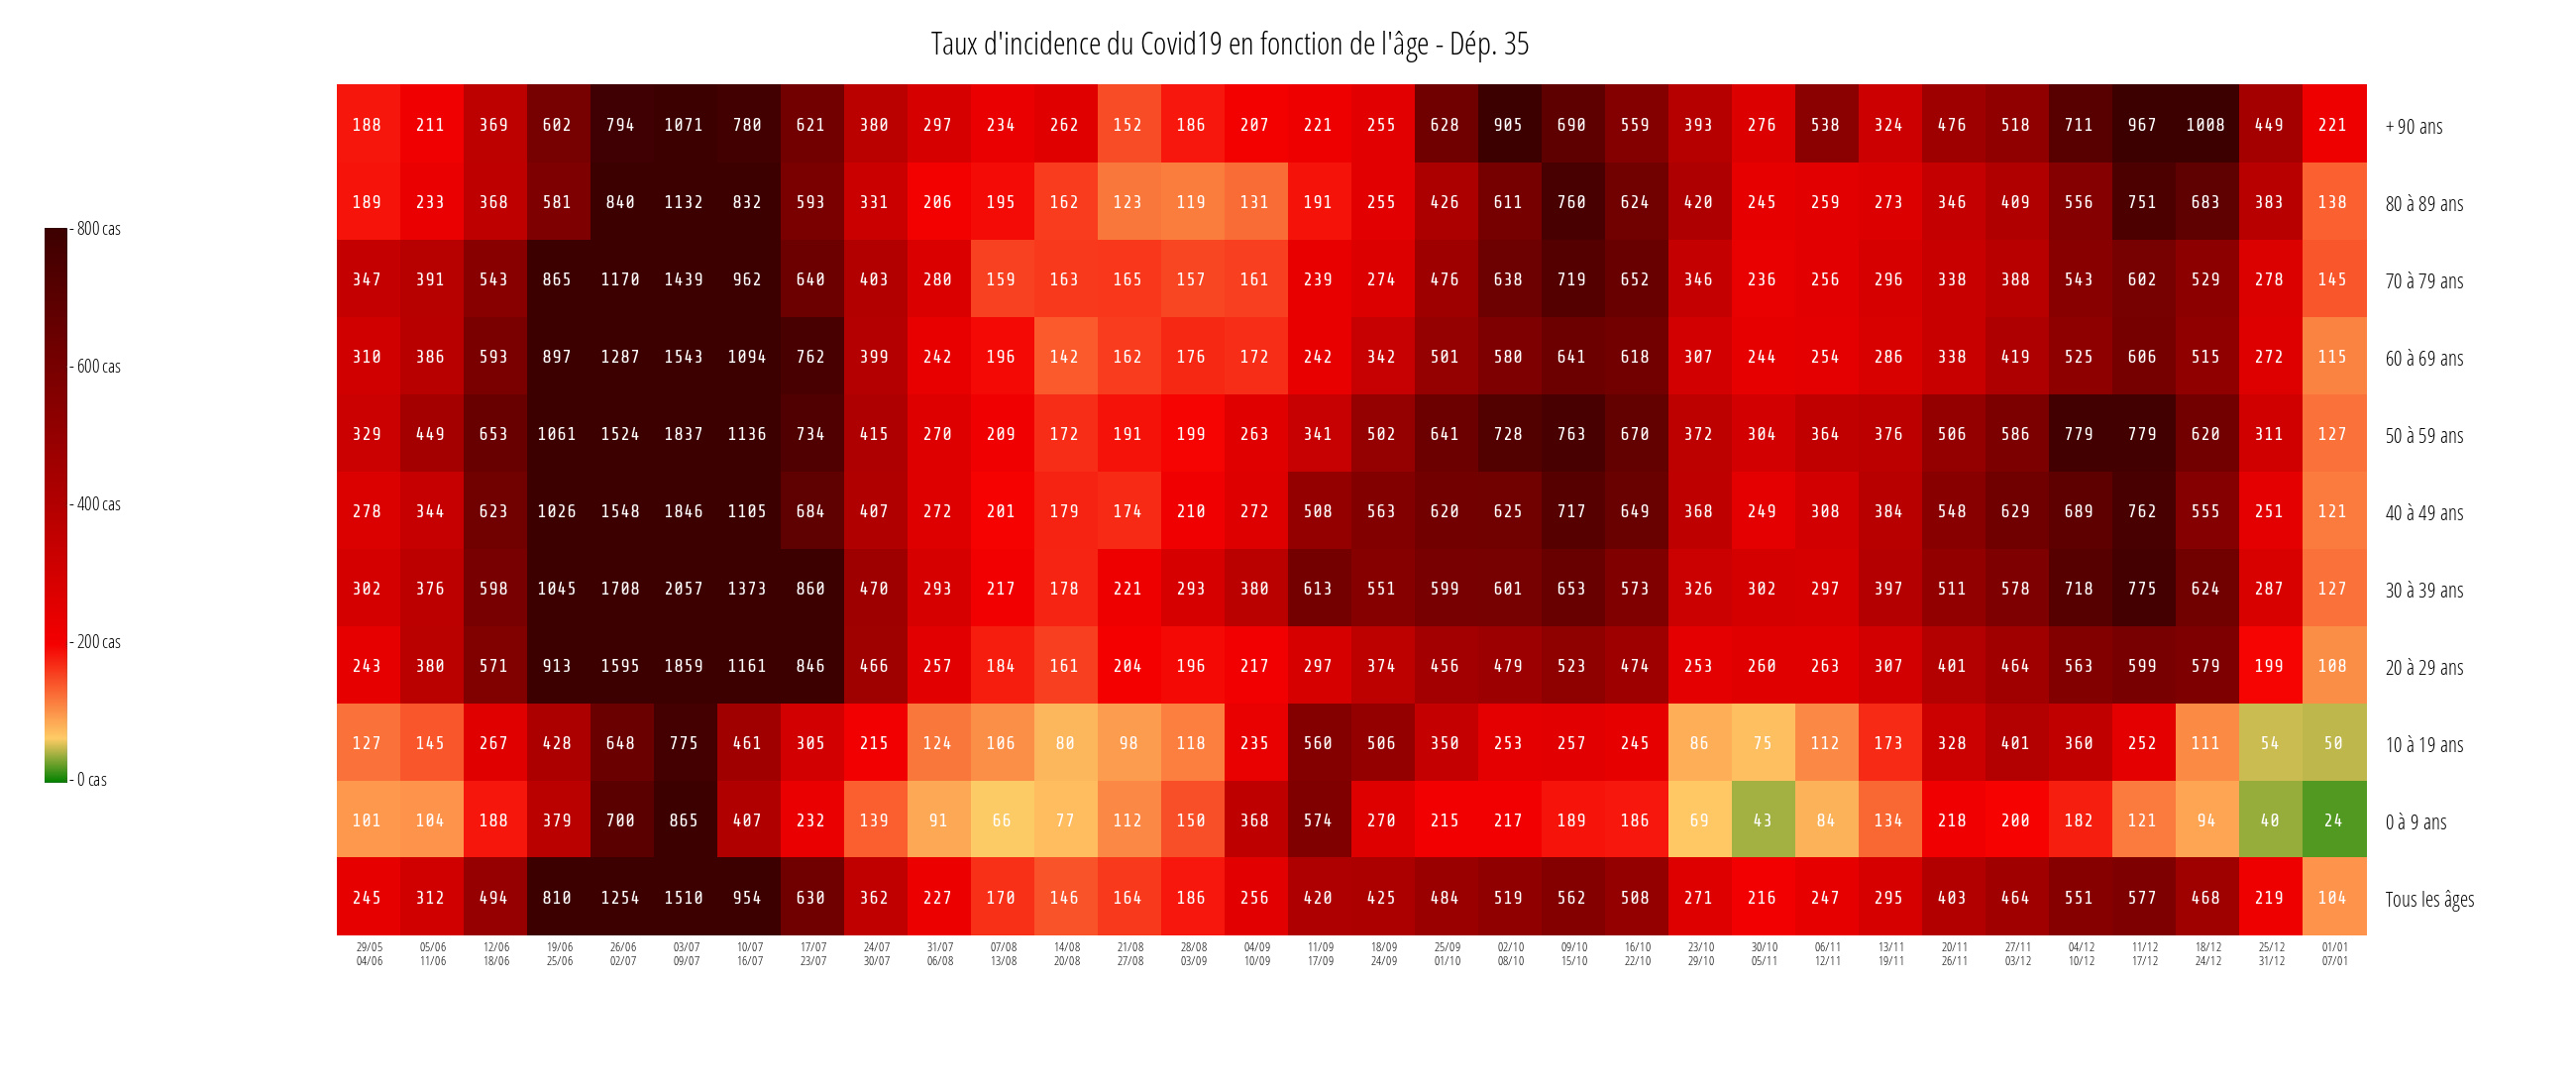 Taux d'incidence du Covid19 en fonction de l'âge - Dép. 35
- 800 cas
- 600 cas
- 400 cas
- 200 cas
- 0 cas
188 211 369 602 794 1071 780 621 380 297 234 262 152 186 207 221 255 628 905 690 559 393 276 538 324 476 518 711 967 1008 449 221 + 90 ans
189 233 368 581 840 1132 832 593 331 206 195 162 123 119 131 191 255 426 611 760 624 420 245 259 273 346 409 556 751 683 383 138 80 à 89 ans
347 391 543 865 1170 1439 962 640 403 280 159 163 165 157 161 239 274 476 638 719 652 346 236 256 296 338 388 543 602 529 278 145 70 à 79 ans
310 386 593 897 1287 1543 1094 762 399 242 196 142 162 176 172 242 342 501 580 641 618 307 244 254 286 338 419 525 606 515 272 115 60 à 69 ans
329 449 653 1061 1524 1837 1136 734 415 270 209 172 191 199 263 341 502 641 728 763 670 372 304 364 376 506 586 779 779 620 311 127 50 à 59 ans
278 344 623 1026 1548 1846 1105 684 407 272 201 179 174 210 272 508 563 620 625 717 649 368 249 308 384 548 629 689 762 555 251 121 40 à 49 ans
302 376 598 1045 1708 2057 1373 860 470 293 217 178 221 293 380 613 551 599 601 653 573 326 302 297 397 511 578 718 775 624 287 127 30 à 39 ans
243 380 571 913 1595 1859 1161 846 466 257 184 161 204 196 217 297 374 456 479 523 474 253 260 263 307 401 464 563 599 579 199 108 20 à 29 ans
127 145 267 428 648 775 461 305 215 124 106 80 98 118 235 560 506 350 253 257 245 86 75 112 173 328 401 360 252 111 54 50 10 à 19 ans
101 104 188 379 700 865 407 232 139 91 66 77 112 150 368 574 270 215 217 189 186 69 43 84 134 218 200 182 121 94 40 24 0 à 9 ans
245 312 494 810 1254 1510 954 630 362 227 170 146 164 186 256 420 425 484 519 562 508 271 216 247 295 403 464 551 577 468 219 104 Tous les âges
29/05 05/06 12/06 19/06 26/06 03/07 10/07 17/07 24/07 31/07 07/08 14/08 21/08 28/08 04/09 11/09 18/09 25/09 02/10 09/10 16/10 23/10 30/10 06/11 13/11 20/11 27/11 04/12 11/12 18/12 25/12 01/01
04/06 11/06 18/06 25/06 02/07 09/07 16/07 23/07 30/07 06/08 13/08 20/08 27/08 03/09 10/09 17/09 24/09 01/10 08/10 15/10 22/10 29/10 05/11 12/11 19/11 26/11 03/12 10/12 17/12 24/12 31/12 07/01